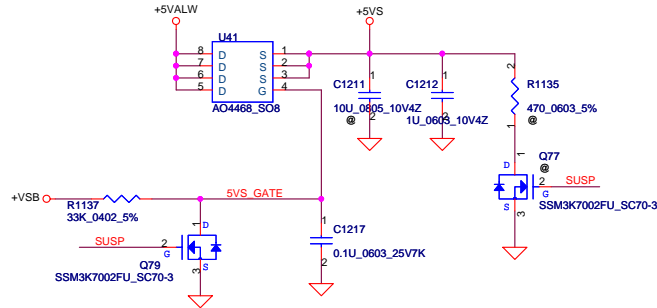 +5VALW
+5VS
U41
8 D S 1
7 D S 2
6 D S 3
5 D G 4
AO4468_SO8
C1211
1
2
10U_0805_10V4Z
@
C1212
1
2
1U_0603_10V4Z
2
R1135
470_0603_5%
@
1
1
D
Q77
@
2
G
SUSP
S
3
SSM3K7002FU_SC70-3
+VSB
R1137
33K_0402_5%
5VS_GATE
1
D
SUSP
2
G
S
3
Q79
SSM3K7002FU_SC70-3
1
C1217
0.1U_0603_25V7K
2